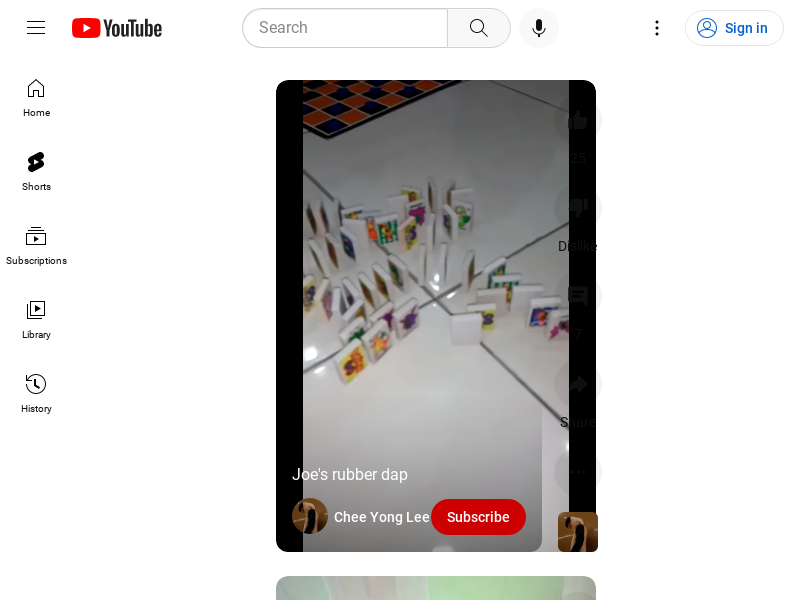 YouTube
Search
Sign in
Home
Shorts
Subscriptions
Library
History
25
Dislike
7
Share
Joe's rubber dap
Chee Yong Lee
Subscribe